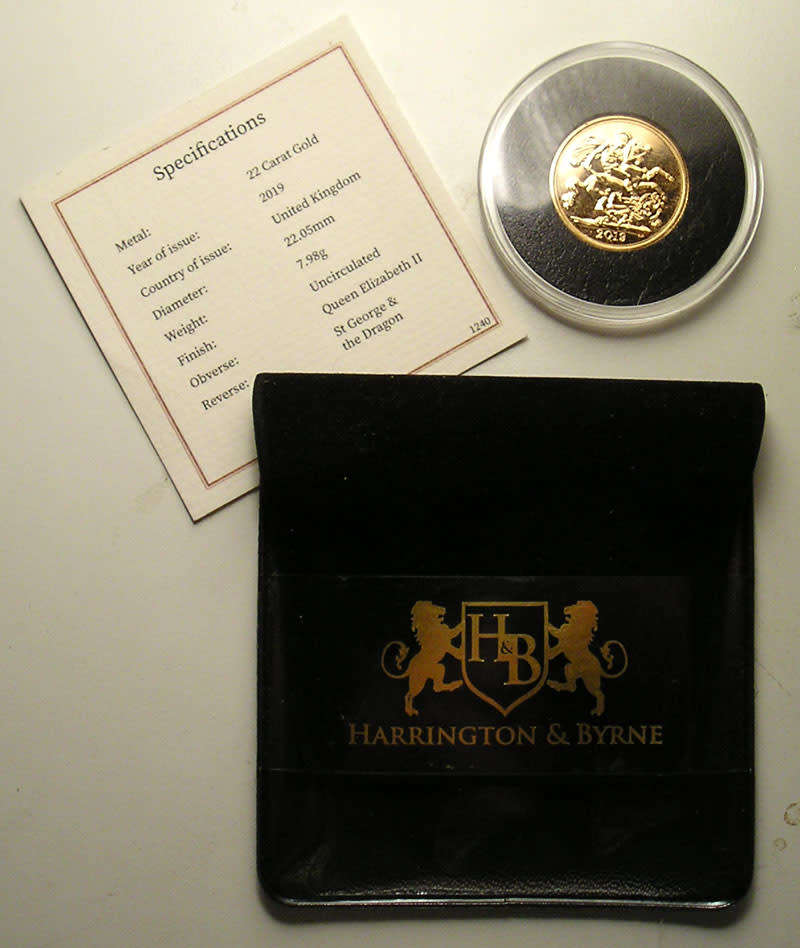 Specifications
Metal: 22 Carat Gold
Year of issue: 2019
Country of issue: United Kingdom
Diameter: 22.05mm
Weight: 7.98g
Finish: Uncirculated
Obverse: Queen Elizabeth II
Reverse: St George &
the Dragon
1240
2019
H&B
HARRINGTON & BYRNE